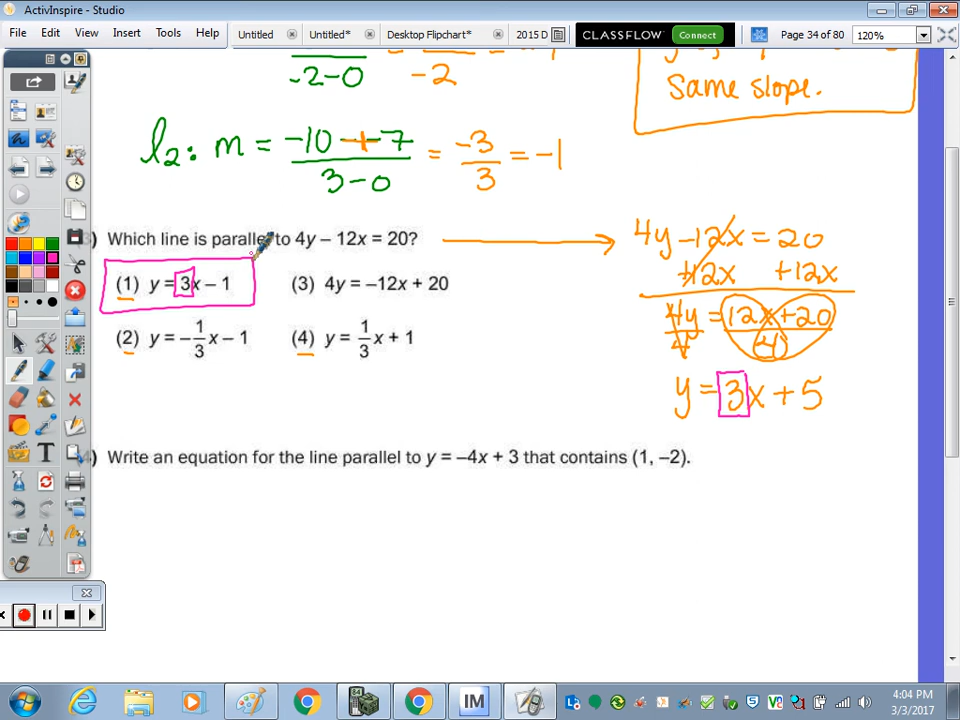 ActivInspire - Studio
File Edit View Insert Tools Help Untitled Untitled* Desktop Flipchart* 2015 D CLASSFLOW Connect Page 34 of 80 120%
-2-0 -2
Same slope.
l₂: m = -10 + 7 / 3-0 = -3/3 = -1
) Which line is parallel to 4y – 12x = 20?
4y - 12x = 20
+12x +12x
(1) y = 3x – 1 (3) 4y = –12x + 20
4y/4 = 12x+20/(4)
(2) y = –1/3x – 1 (4) y = 1/3x + 1
y = 3x + 5
) Write an equation for the line parallel to y = –4x + 3 that contains (1, –2).
IM
4:04 PM
3/3/2017